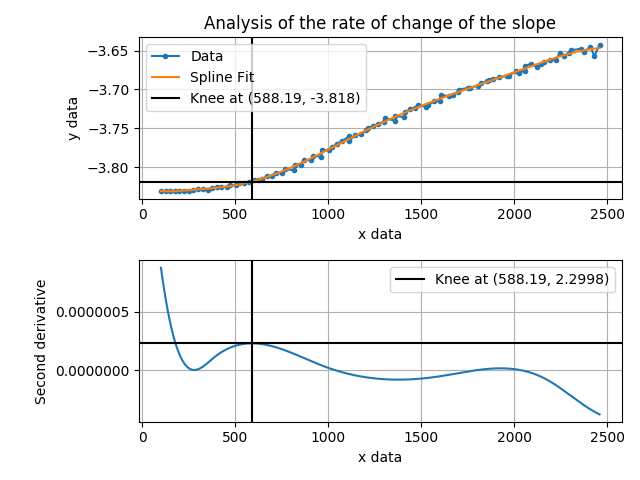 Analysis of the rate of change of the slope
y data
−3.65
−3.70
−3.75
−3.80
Data
Spline Fit
Knee at (588.19, -3.818)
0 500 1000 1500 2000 2500
x data
Second derivative
0.0000005
0.0000000
Knee at (588.19, 2.2998)
0 500 1000 1500 2000 2500
x data